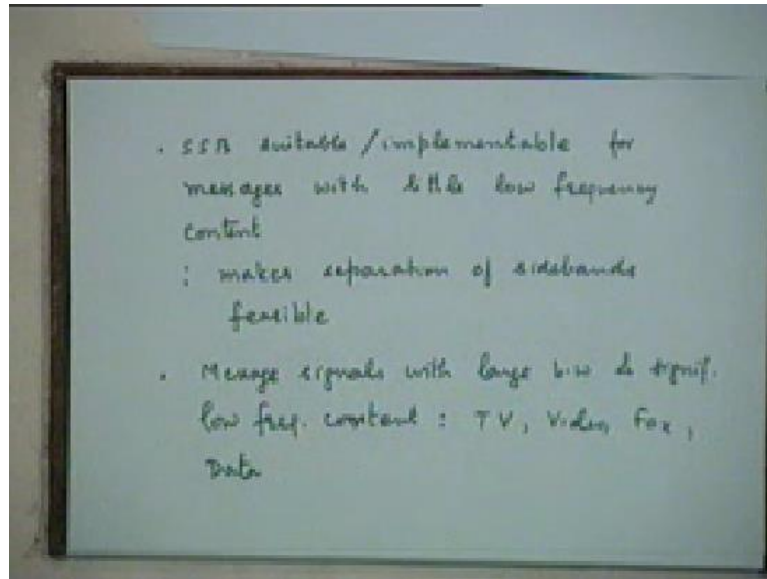 . SSB suitable / implementable for
messages with little low frequency
content
: makes separation of sidebands
feasible
. Message signals with large b.w & signif.
low freq. content : TV, Video, Fax,
Data